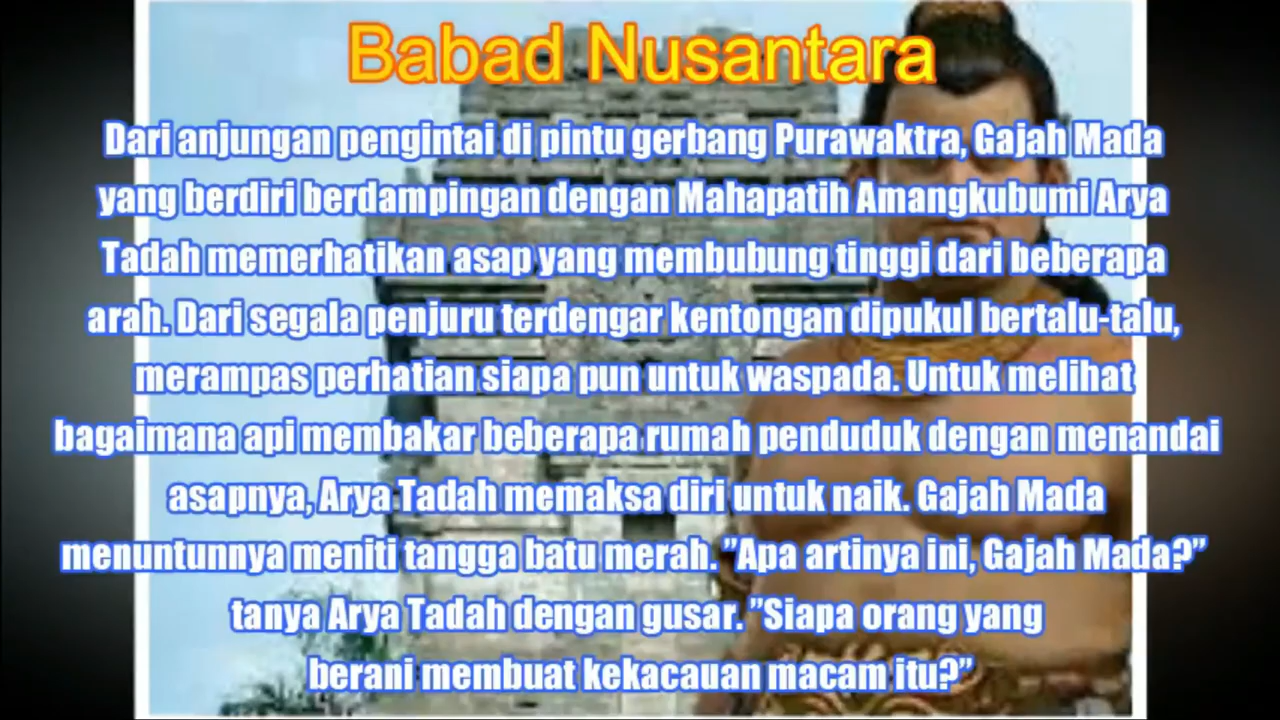 Babad Nusantara
Dari anjungan pengintai di pintu gerbang Purawaktra, Gajah Mada
yang berdiri berdampingan dengan Mahapatih Amangkubumi Arya
Tadah memerhatikan asap yang membubung tinggi dari beberapa
arah. Dari segala penjuru terdengar kentongan dipukul bertalu-talu,
merampas perhatian siapa pun untuk waspada. Untuk melihat
bagaimana api membakar beberapa rumah penduduk dengan menandai
asapnya, Arya Tadah memaksa diri untuk naik. Gajah Mada
menuntunnya meniti tangga batu merah. ”Apa artinya ini, Gajah Mada?”
tanya Arya Tadah dengan gusar. ”Siapa orang yang
berani membuat kekacauan macam itu?”